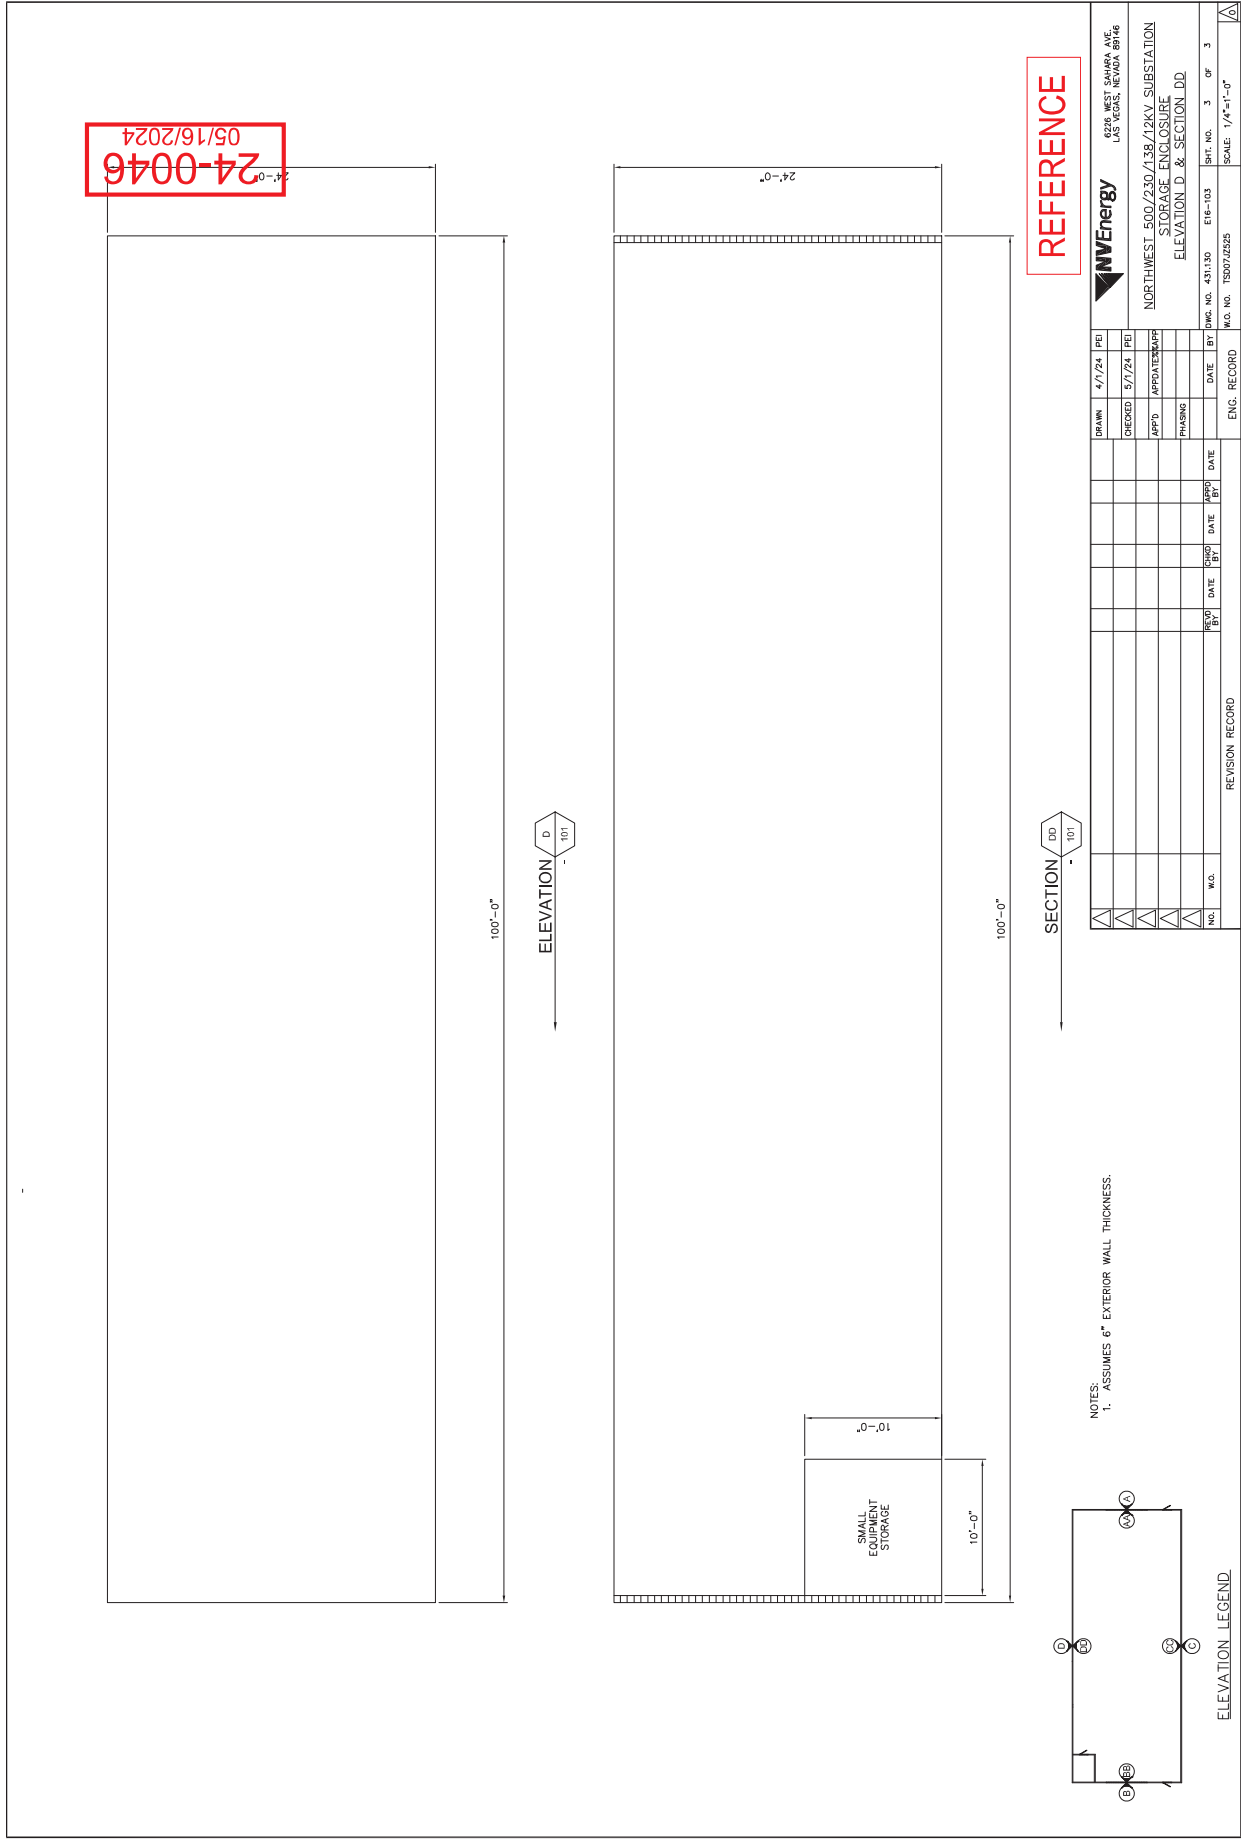 24-0046
05/16/2024
24'-0"
100'-0"
ELEVATION
D
101
-
24'-0"
SMALL
EQUIPMENT
STORAGE
10'-0"
10'-0"
100'-0"
SECTION
DD
101
-
REFERENCE
NOTES:
1. ASSUMES 6" EXTERIOR WALL THICKNESS.
D
DD
B
BB
AA
A
CC
C
ELEVATION LEGEND
NO.
W.O.
REVD BY
DATE
CHKD BY
DATE
APPD BY
DATE
REVISION RECORD
DRAWN 4/1/24 PEI
CHECKED 5/1/24 PEI
APP'D
PHASING
DATE BY
ENG. RECORD
NVEnergy
6226 WEST SAHARA AVE.
LAS VEGAS, NEVADA 89146
NORTHWEST 500/230/138/12KV SUBSTATION
STORAGE ENCLOSURE
ELEVATION D & SECTION DD
DWG. NO. 431.130 E16-103 SHT. NO. 3 OF 3
W.O. NO. TSD07JZ525 SCALE: 1/4"=1'-0"
0